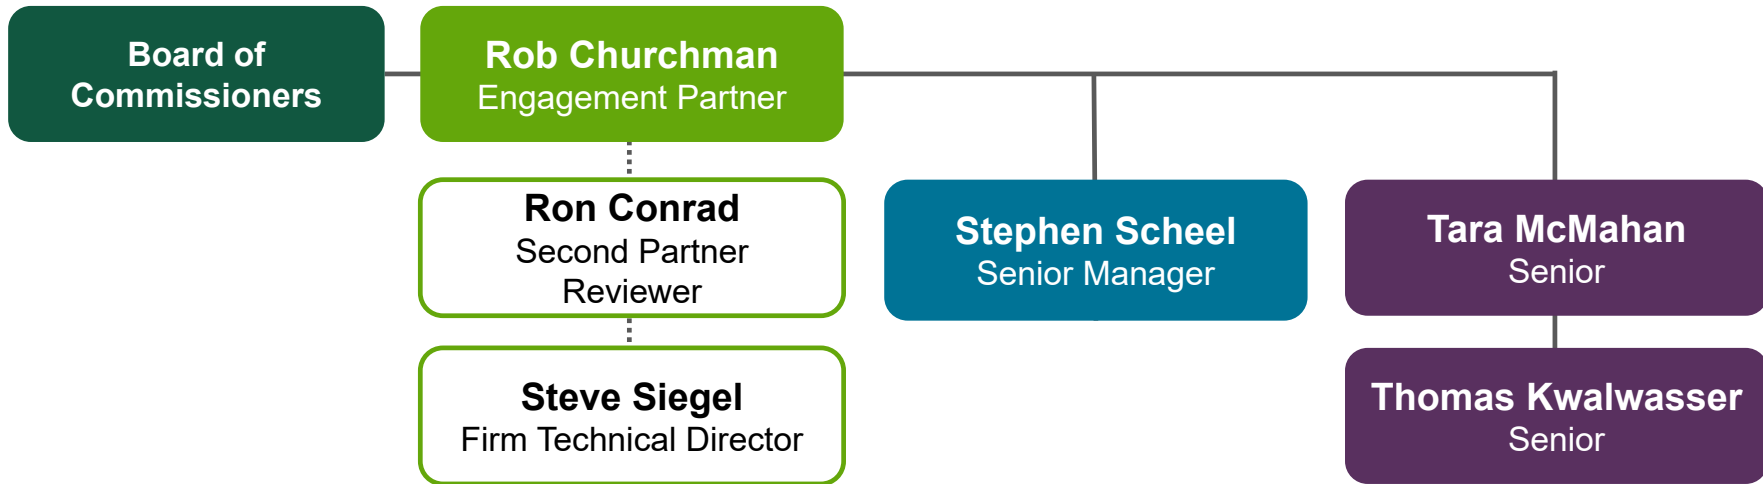 Board of
Commissioners
Rob Churchman
Engagement Partner
Ron Conrad
Second Partner
Reviewer
Steve Siegel
Firm Technical Director
Stephen Scheel
Senior Manager
Tara McMahan
Senior
Thomas Kwalwasser
Senior